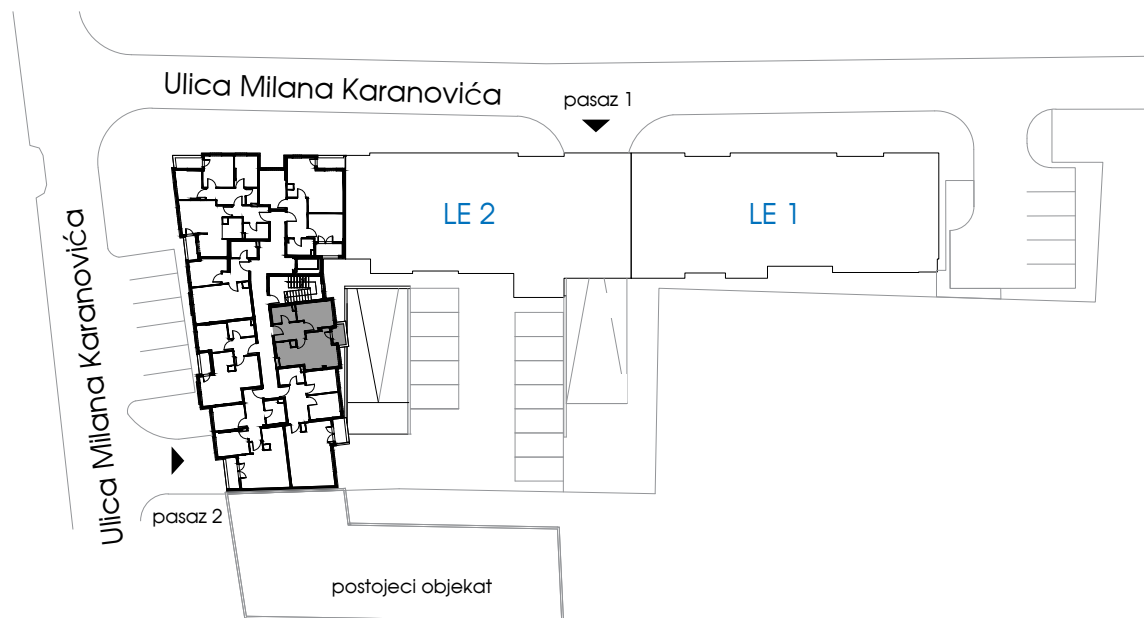 Ulica Milana Karanovića
pasaz 1
LE 2
LE 1
Ulica Milana Karanovića
pasaz 2
postojeci objekat